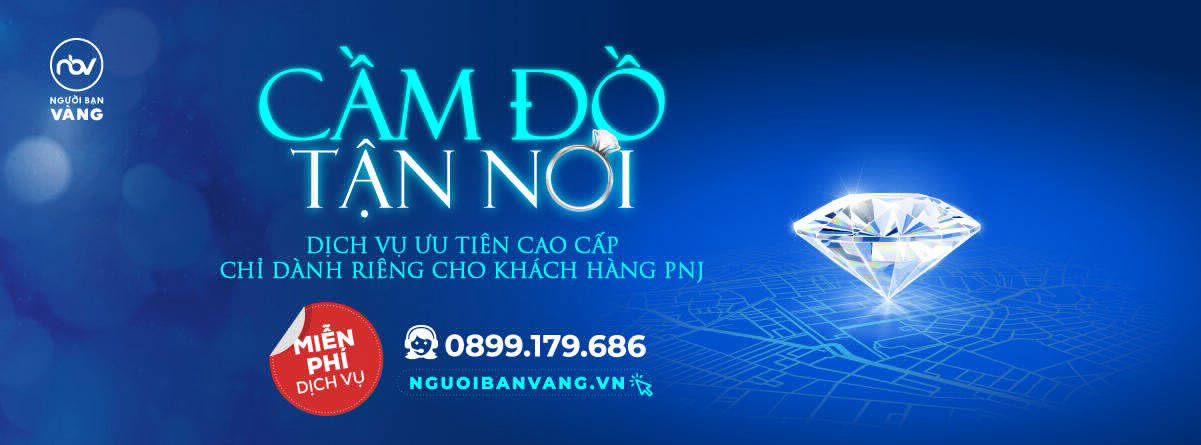 nbv
NGƯỜI BẠN
VÀNG
CẦM ĐỒ
TẬN NƠI
DỊCH VỤ ƯU TIÊN CAO CẤP
CHỈ DÀNH RIÊNG CHO KHÁCH HÀNG PNJ
MIỄN
PHÍ
DỊCH VỤ
0899.179.686
NGUOIBANVANG.VN